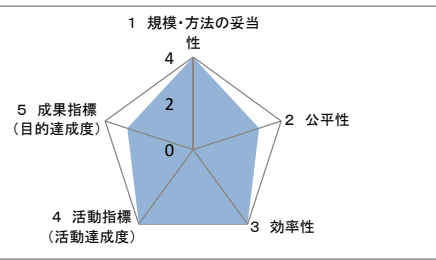 １ 規模・方法の妥当
性
4
2
0
２ 公平性
３ 効率性
４ 活動指標
（活動達成度）
５ 成果指標
（目的達成度）